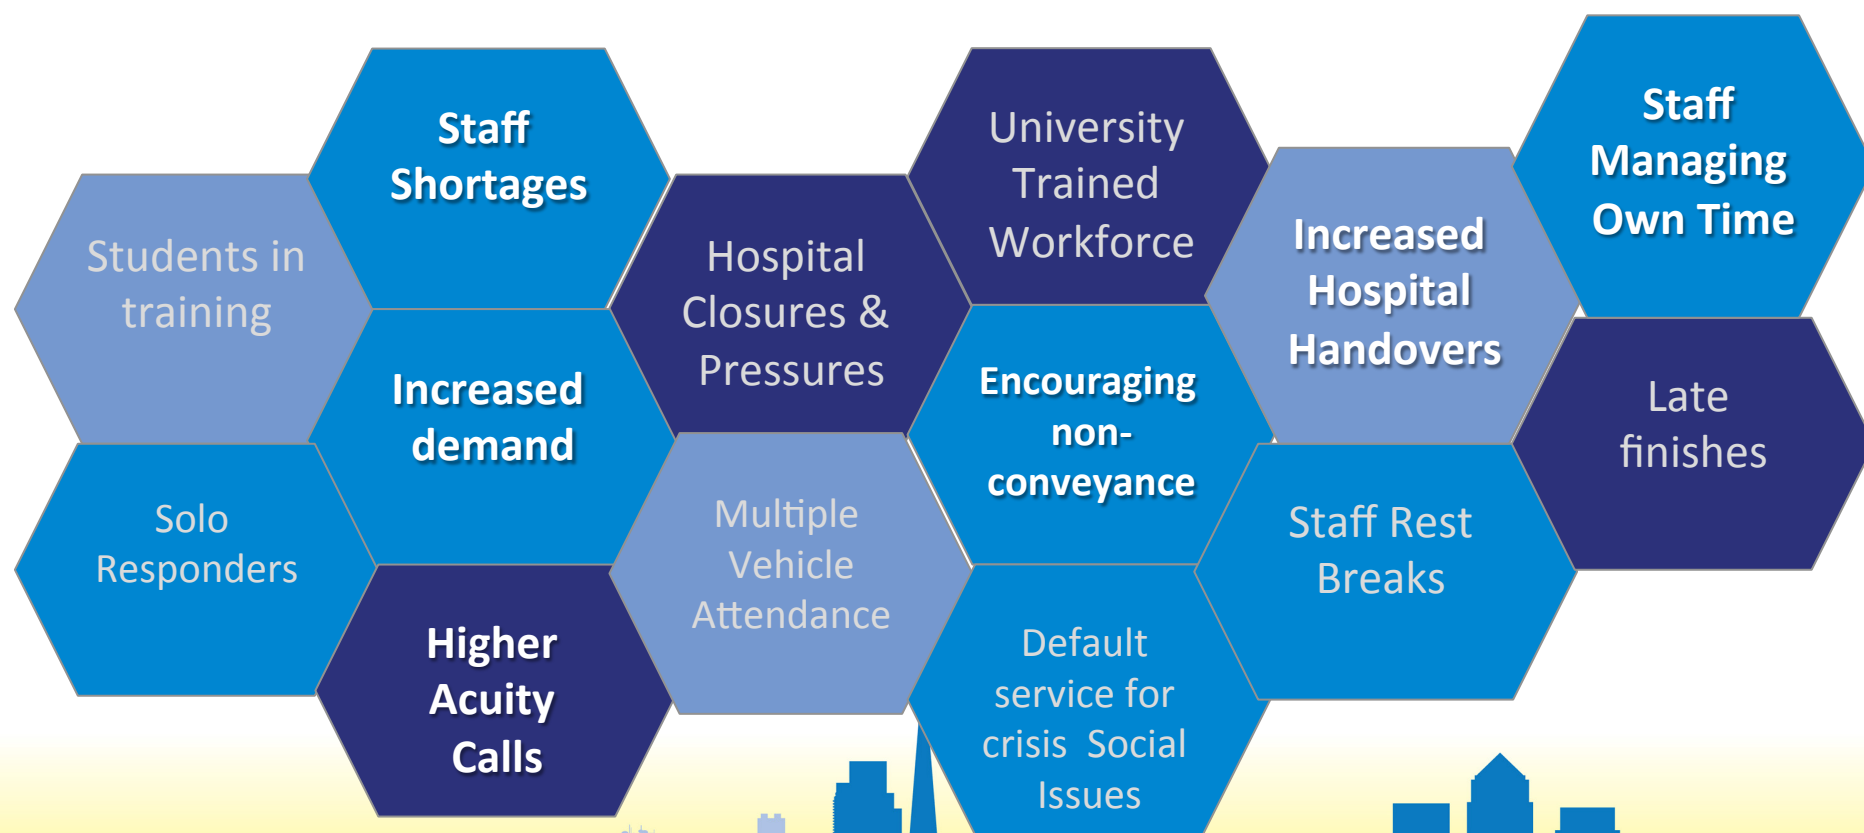 Students in
training
Staff
Shortages
Hospital
Closures &
Pressures
University
Trained
Workforce
Increased
Hospital
Handovers
Staff
Managing
Own Time
Solo
Responders
Increased
demand
Higher
Acuity
Calls
Multiple
Vehicle
Attendance
Encouraging
non-
conveyance
Default
service for
crisis  Social
Issues
Staff Rest
Breaks
Late
finishes